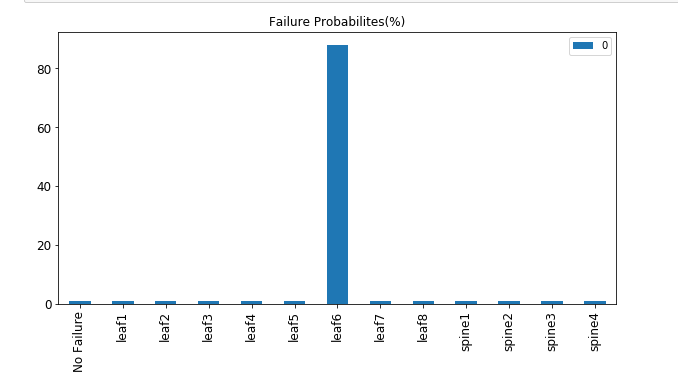 Failure Probabilites(%)
0
80
60
40
20
0
No Failure
leaf1
leaf2
leaf3
leaf4
leaf5
leaf6
leaf7
leaf8
spine1
spine2
spine3
spine4